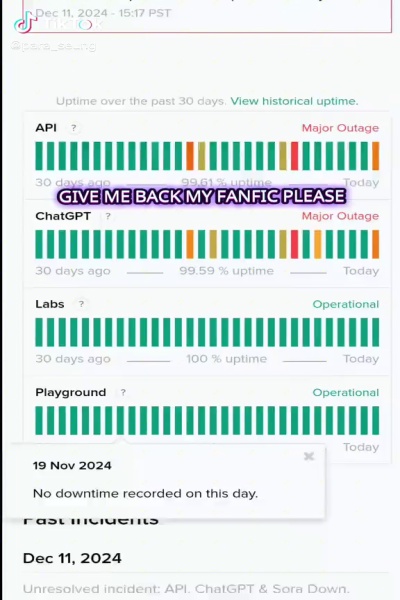 Dec 11, 2024 - 15:17 PST
TikTok
@para_seung
Uptime over the past 30 days. View historical uptime.
API ? Major Outage
30 days ago 99.61 % uptime Today
GIVE ME BACK MY FANFIC PLEASE
ChatGPT ? Major Outage
30 days ago 99.59 % uptime Today
Labs ? Operational
30 days ago 100 % uptime Today
Playground ? Operational
Today
19 Nov 2024
No downtime recorded on this day.
Past Incidents
Dec 11, 2024
Unresolved incident: API, ChatGPT & Sora Down.